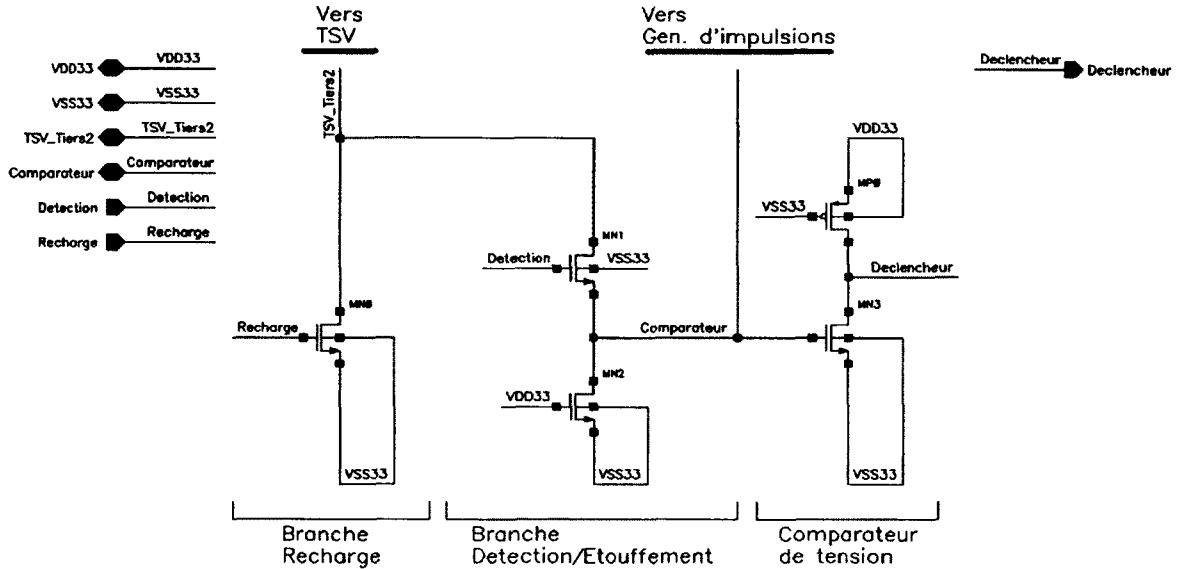 Vers
TSV
Vers
Gen. d'impulsions
VDD33 VDD33
VSS33 VSS33
TSV_Tiers2 TSV_Tiers2
Comparateur Comparateur
Detection Detection
Recharge Recharge
Declencheur Declencheur
TSV_Tiers2
VDD33
VSS33
MN1
Detection VSS33
Declencheur
Recharge
Comparateur
MN3
MN2
VDD33
VSS33
VSS33
VSS33
Branche
Recharge
Branche
Detection/Etouffement
Comparateur
de tension